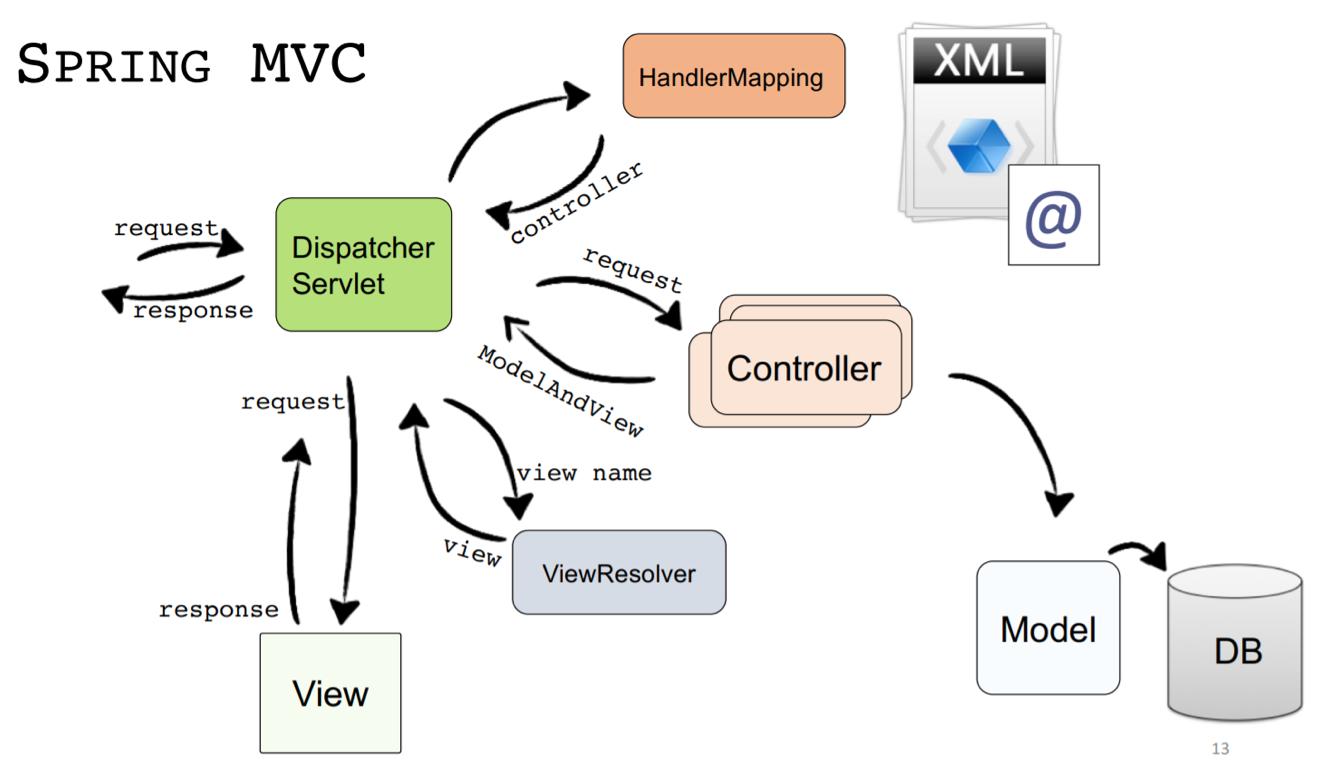 SPRING MVC
HandlerMapping
XML
@
controller
request
Dispatcher
Servlet
response
request
ModelAndView
Controller
request
view name
view
ViewResolver
response
View
Model
DB
13